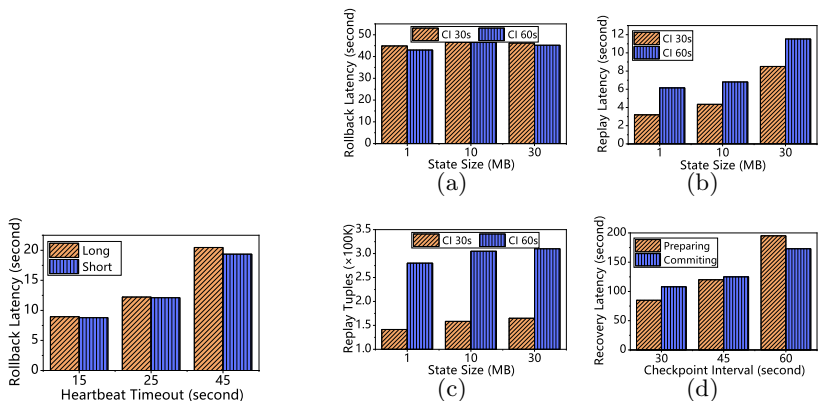 Rollback Latency (second)
50
40
30
20
10
0
CI 30s
CI 60s
1
10
30
State Size (MB)
(a)
Replay Latency (second)
12
10
8
6
4
2
0
CI 30s
CI 60s
1
10
30
State Size (MB)
(b)
Rollback Latency (second)
20
15
10
5
0
Long
Short
15
25
45
Heartbeat Timeout (second)
Replay Tuples (×100K)
3.5
3.0
2.5
2.0
1.5
1.0
CI 30s
CI 60s
1
10
30
State Size (MB)
(c)
Recovery Latency (second)
200
150
100
50
0
Preparing
Commiting
30
45
60
Checkpoint Interval (second)
(d)